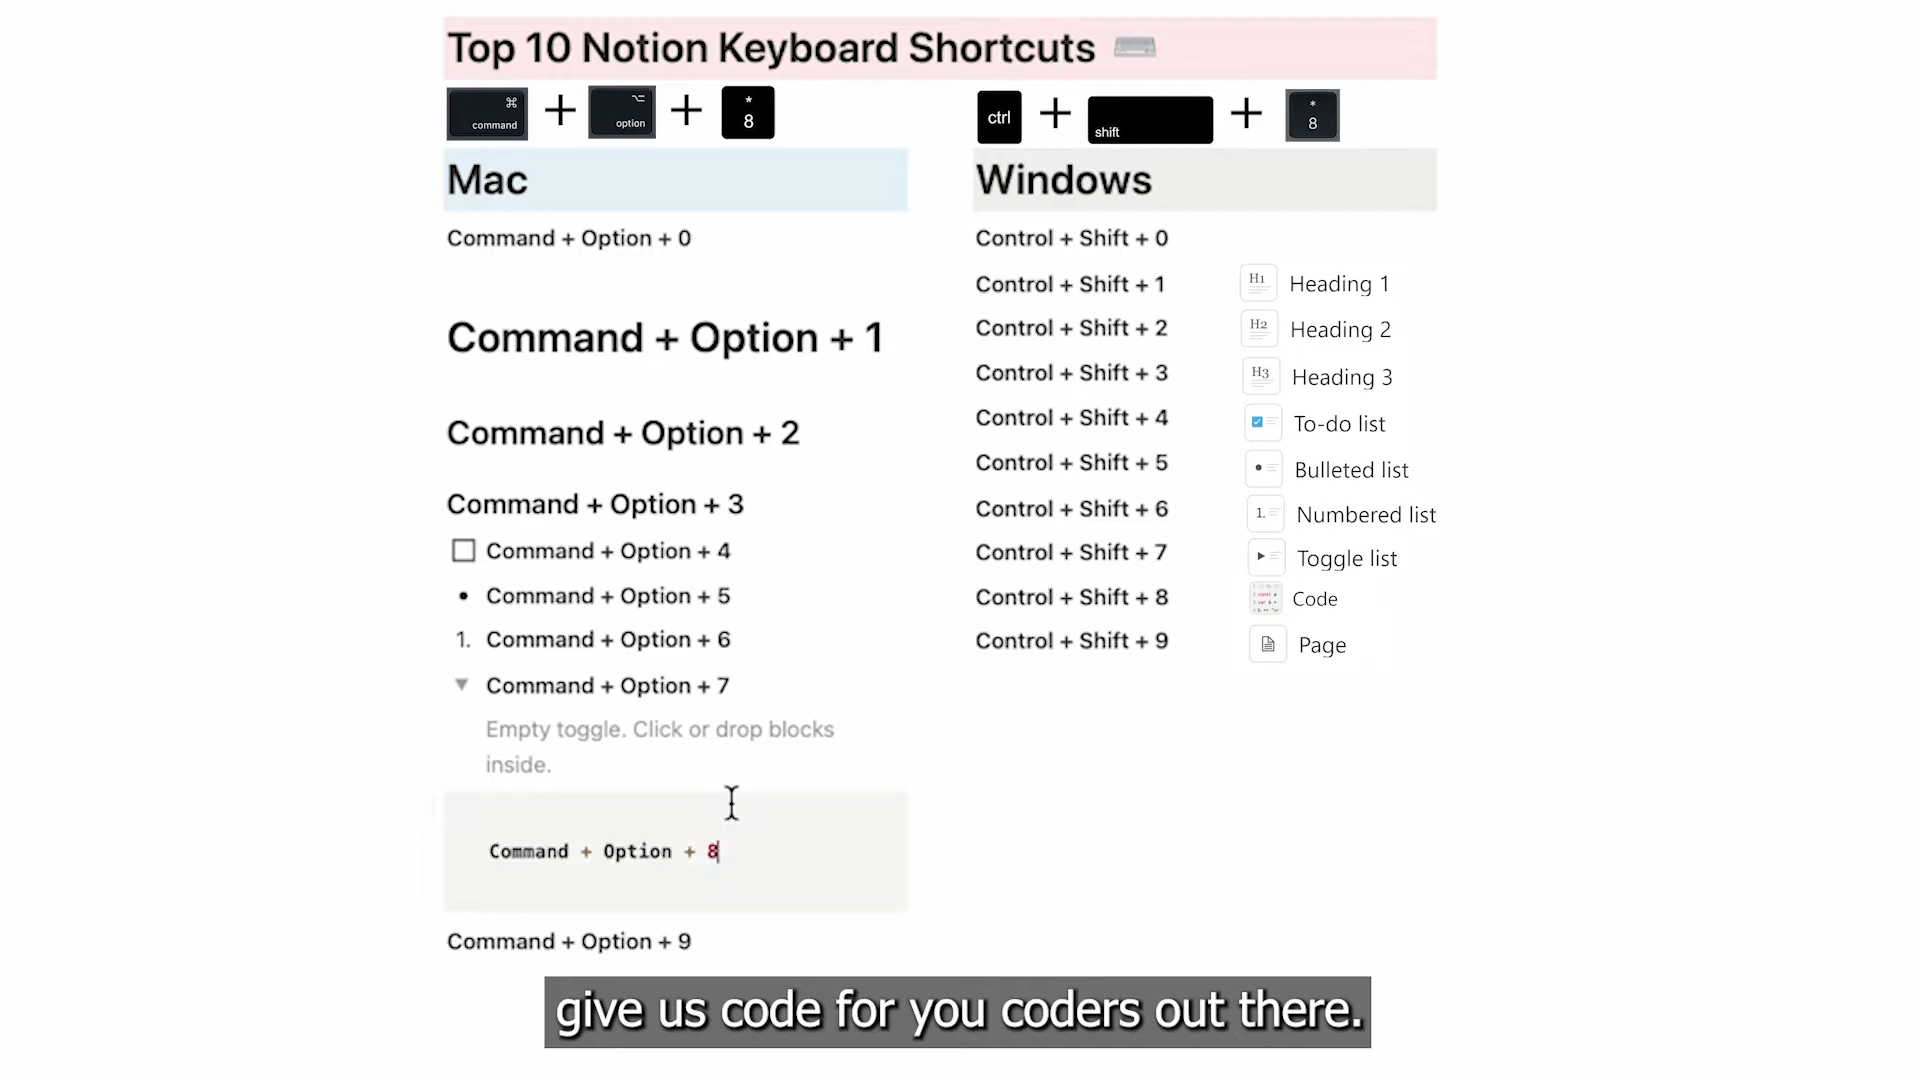 Top 10 Notion Keyboard Shortcuts
⌘ command + ⌥ option + * 8
ctrl + shift + * 8
Mac
Command + Option + 0
Command + Option + 1
Command + Option + 2
Command + Option + 3
Command + Option + 4
• Command + Option + 5
1. Command + Option + 6
Command + Option + 7
Empty toggle. Click or drop blocks
inside.
Command + Option + 8
Command + Option + 9
Windows
Control + Shift + 0
Control + Shift + 1 H1 Heading 1
Control + Shift + 2 H2 Heading 2
Control + Shift + 3 H3 Heading 3
Control + Shift + 4 To-do list
Control + Shift + 5 Bulleted list
Control + Shift + 6 1. Numbered list
Control + Shift + 7 Toggle list
Control + Shift + 8 Code
Control + Shift + 9 Page
give us code for you coders out there.